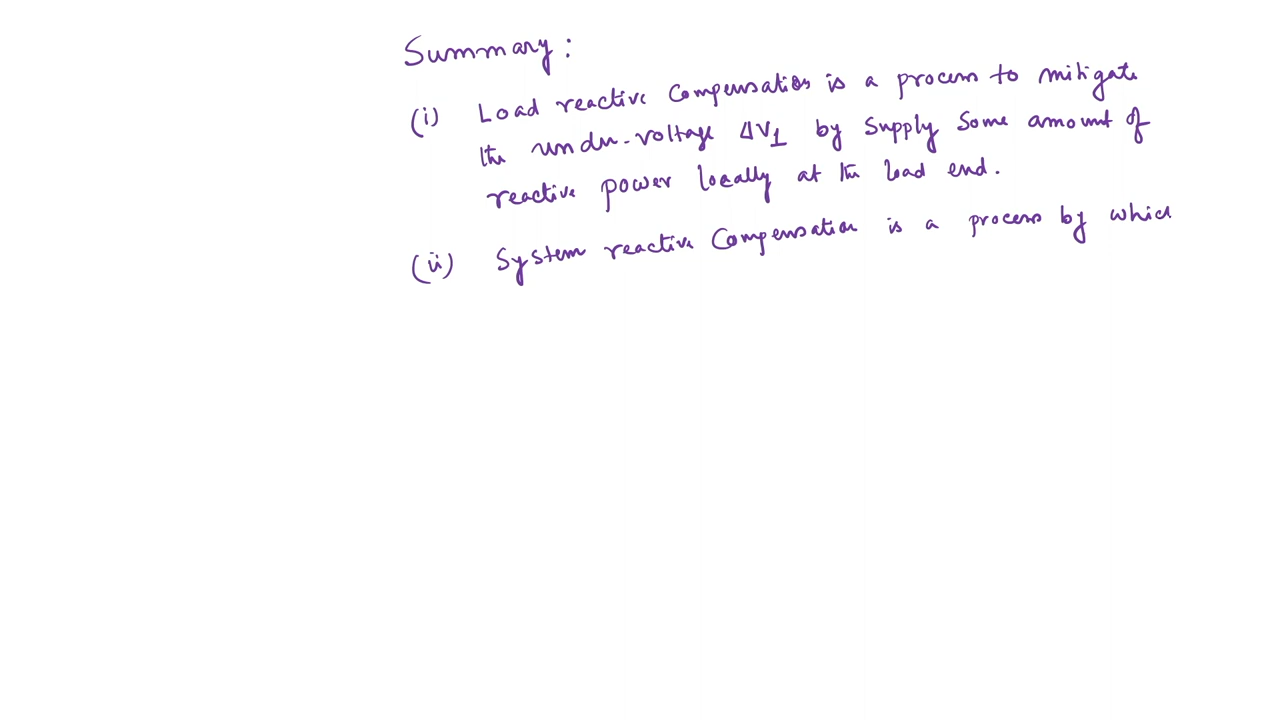 Summary :
(i) Load reactive Compensation is a process to mitigate
the under-voltage ΔV1 by supply some amount of
reactive power locally at the load end.
(ii) System reactive Compensation is a process by which